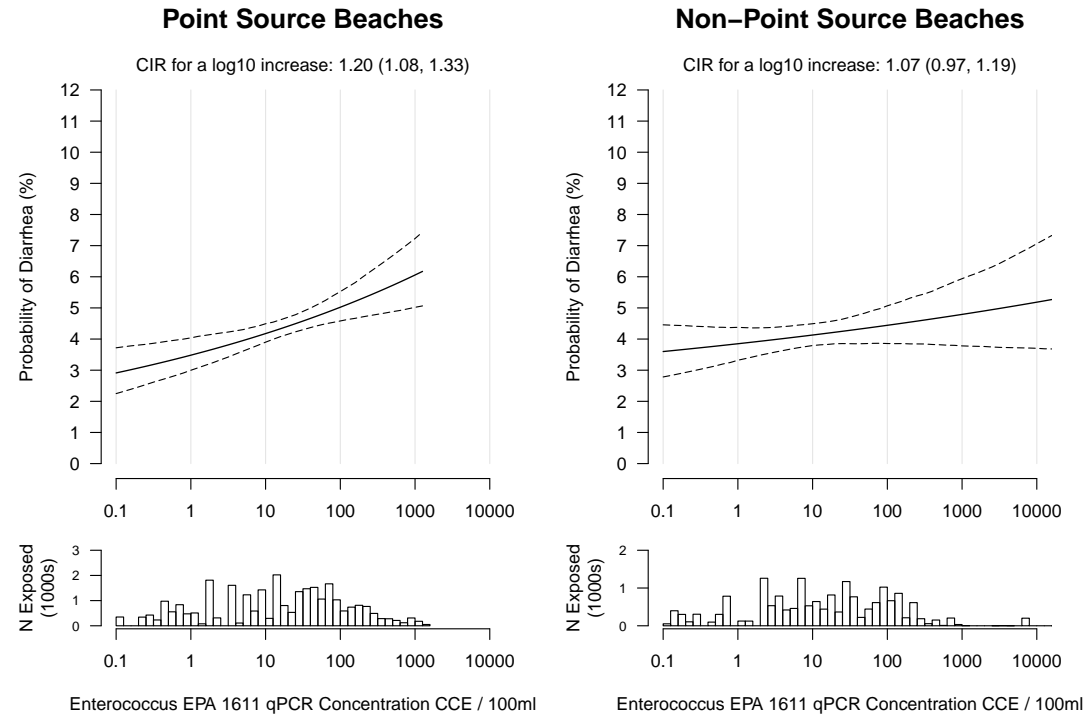 Point Source Beaches
CIR for a log10 increase: 1.20 (1.08, 1.33)
Probability of Diarrhea (%)
12
11
10
9
8
7
6
5
4
3
2
1
0
0.1 1 10 100 1000 10000
N Exposed
(1000s)
3
2
1
0
0.1 1 10 100 1000 10000
Enterococcus EPA 1611 qPCR Concentration CCE / 100ml
Non−Point Source Beaches
CIR for a log10 increase: 1.07 (0.97, 1.19)
Probability of Diarrhea (%)
12
11
10
9
8
7
6
5
4
3
2
1
0
0.1 1 10 100 1000 10000
N Exposed
(1000s)
2
1
0
0.1 1 10 100 1000 10000
Enterococcus EPA 1611 qPCR Concentration CCE / 100ml